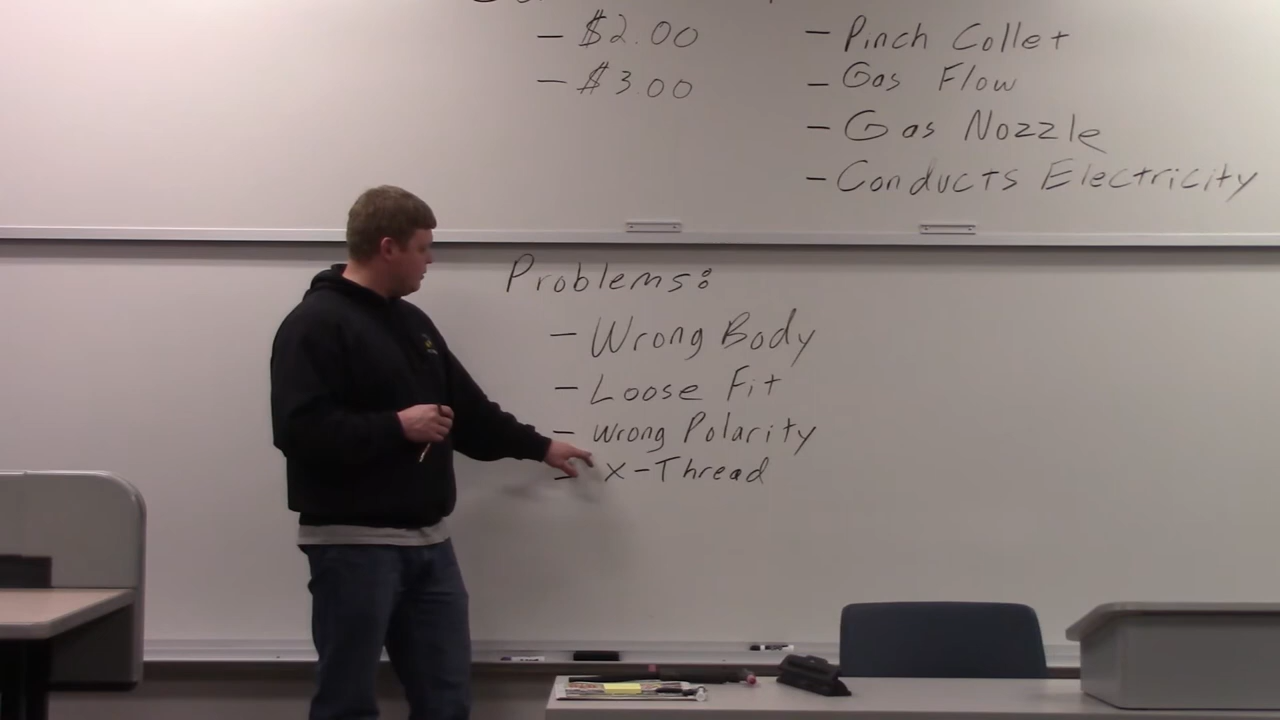 - $2.00
- $3.00
- Pinch Collet
- Gas Flow
- Gas Nozzle
- Conducts Electricity
Problems:
- Wrong Body
- Loose Fit
- Wrong Polarity
- X-Thread